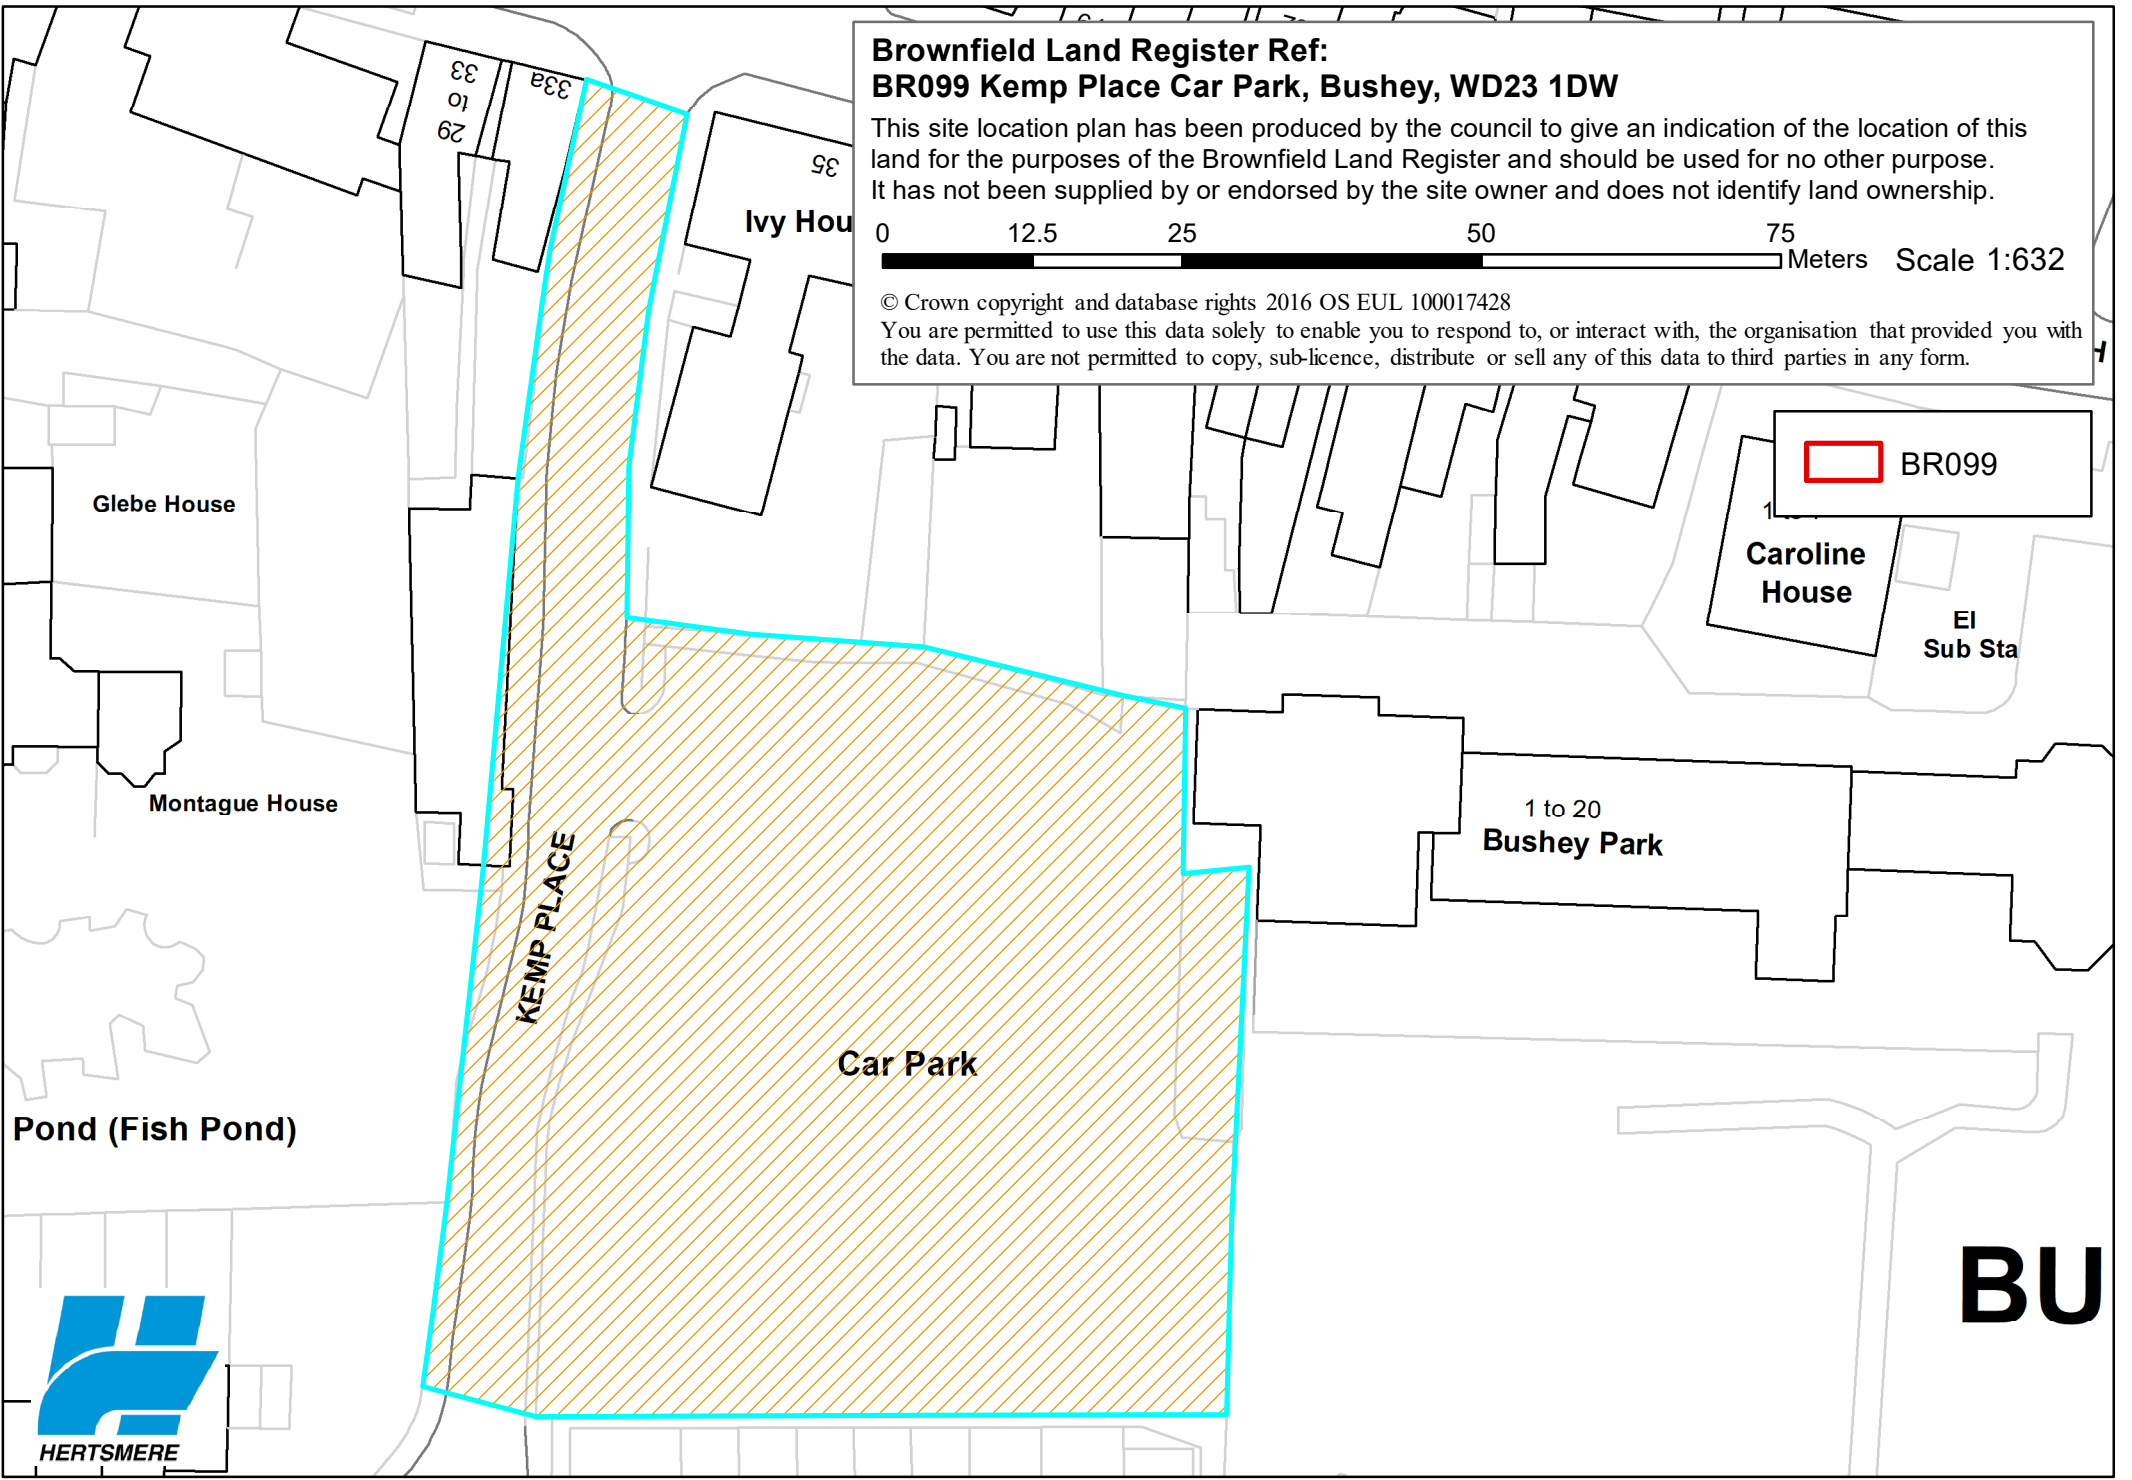 Brownfield Land Register Ref:
BR099 Kemp Place Car Park, Bushey, WD23 1DW
This site location plan has been produced by the council to give an indication of the location of this
land for the purposes of the Brownfield Land Register and should be used for no other purpose.
It has not been supplied by or endorsed by the site owner and does not identify land ownership.
0 12.5 25 50 75
Meters Scale 1:632
© Crown copyright and database rights 2016 OS EUL 100017428
You are permitted to use this data solely to enable you to respond to, or interact with, the organisation that provided you with
the data. You are not permitted to copy, sub-licence, distribute or sell any of this data to third parties in any form.
BR099
29
to
33
33a
35
Ivy Hou
Glebe House
Caroline
House
El
Sub Sta
Montague House
1 to 20
Bushey Park
KEMP PLACE
Car Park
Pond (Fish Pond)
BU
HERTSMERE